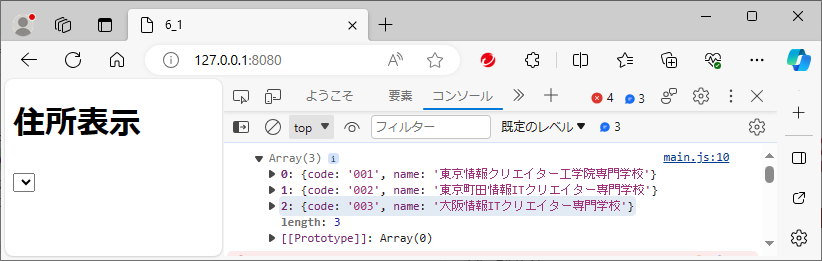 6_1
127.0.0.1:8080
住所表示
ようこそ 要素 コンソール 4 3
top フィルター 既定のレベル 3
Array(3) i main.js:10
0: {code: '001', name: '東京情報クリエイター工学院専門学校'}
1: {code: '002', name: '東京町田情報ITクリエイター専門学校'}
2: {code: '003', name: '大阪情報ITクリエイター専門学校'}
length: 3
[[Prototype]]: Array(0)